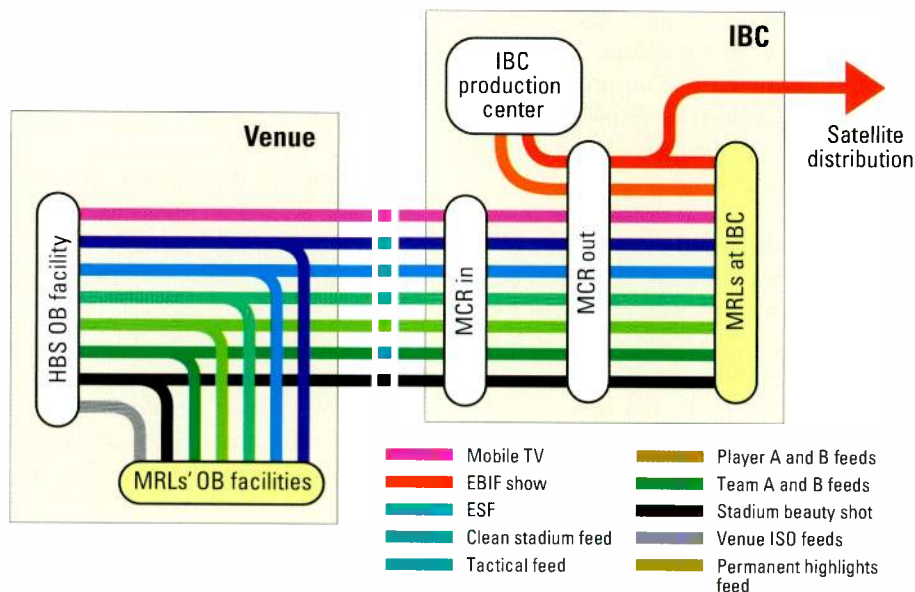 IBC
IBC
production
center
Satellite
distribution
Venue
HBS OB facility
MCR in
MCR out
MRLs at IBC
MRLs' OB facilities
Mobile TV
EBIF show
ESF
Clean stadium feed
Tactical feed
Player A and B feeds
Team A and B feeds
Stadium beauty shot
Venue ISO feeds
Permanent highlights
feed